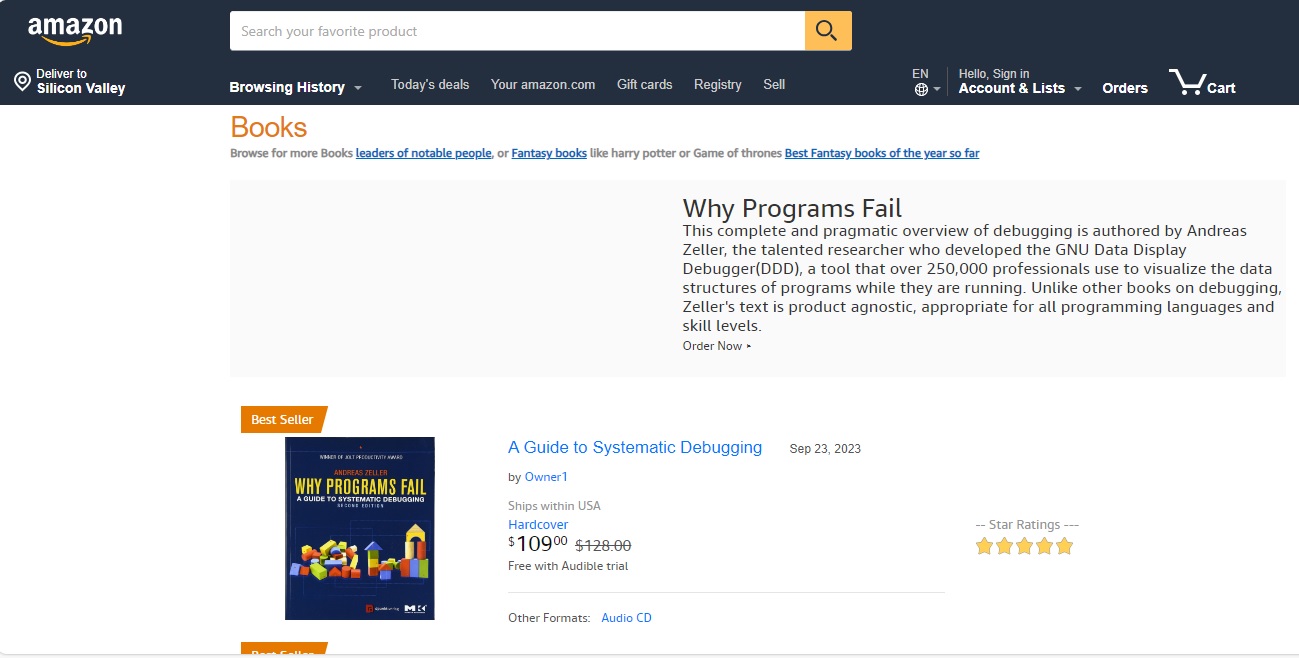 amazon
Search your favorite product
Deliver to
Silicon Valley
Browsing History
Today's deals
Your amazon.com
Gift cards
Registry
Sell
EN
Hello, Sign in
Account & Lists
Orders
Cart
Books
Browse for more Books leaders of notable people, or Fantasy books like harry potter or Game of thrones Best Fantasy books of the year so far
Why Programs Fail
This complete and pragmatic overview of debugging is authored by Andreas
Zeller, the talented researcher who developed the GNU Data Display
Debugger(DDD), a tool that over 250,000 professionals use to visualize the data
structures of programs while they are running. Unlike other books on debugging,
Zeller's text is product agnostic, appropriate for all programming languages and
skill levels.
Order Now
Best Seller
WINNER OF JOLT PRODUCTIVITY AWARD
ANDREAS ZELLER
WHY PROGRAMS FAIL
A GUIDE TO SYSTEMATIC DEBUGGING
SECOND EDITION
MK
A Guide to Systematic Debugging Sep 23, 2023
by Owner1
Ships within USA
Hardcover
$10900 $128.00
Free with Audible trial
-- Star Ratings ---
Other Formats: Audio CD
Best Seller